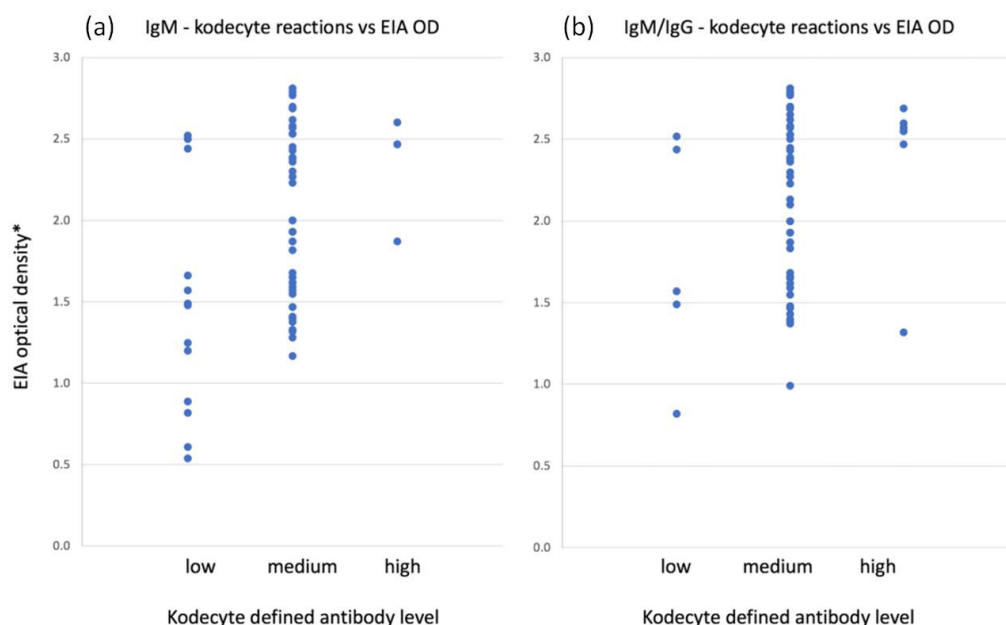 (a) IgM - kodecyte reactions vs EIA OD
(b) IgM/IgG - kodecyte reactions vs EIA OD
EIA optical density*
3.0
2.5
2.0
1.5
1.0
0.5
0.0
low medium high
Kodecyte defined antibody level
3.0
2.5
2.0
1.5
1.0
0.5
0.0
low medium high
Kodecyte defined antibody level